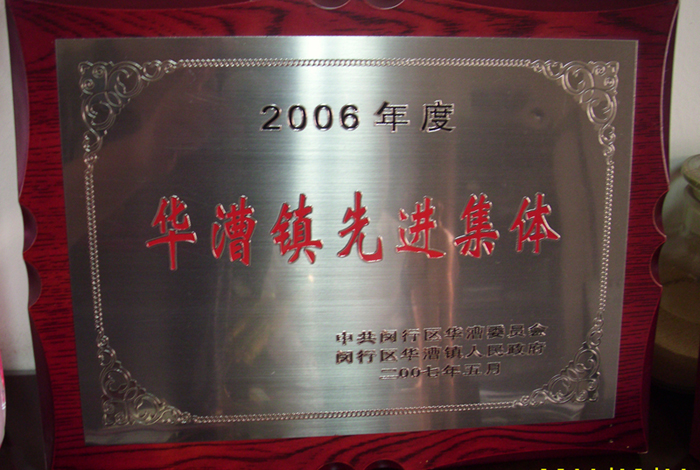 2006年度
华漕镇先进集体
中共闵行区华漕委员会
闵行区华漕镇人民政府
二00七年五月